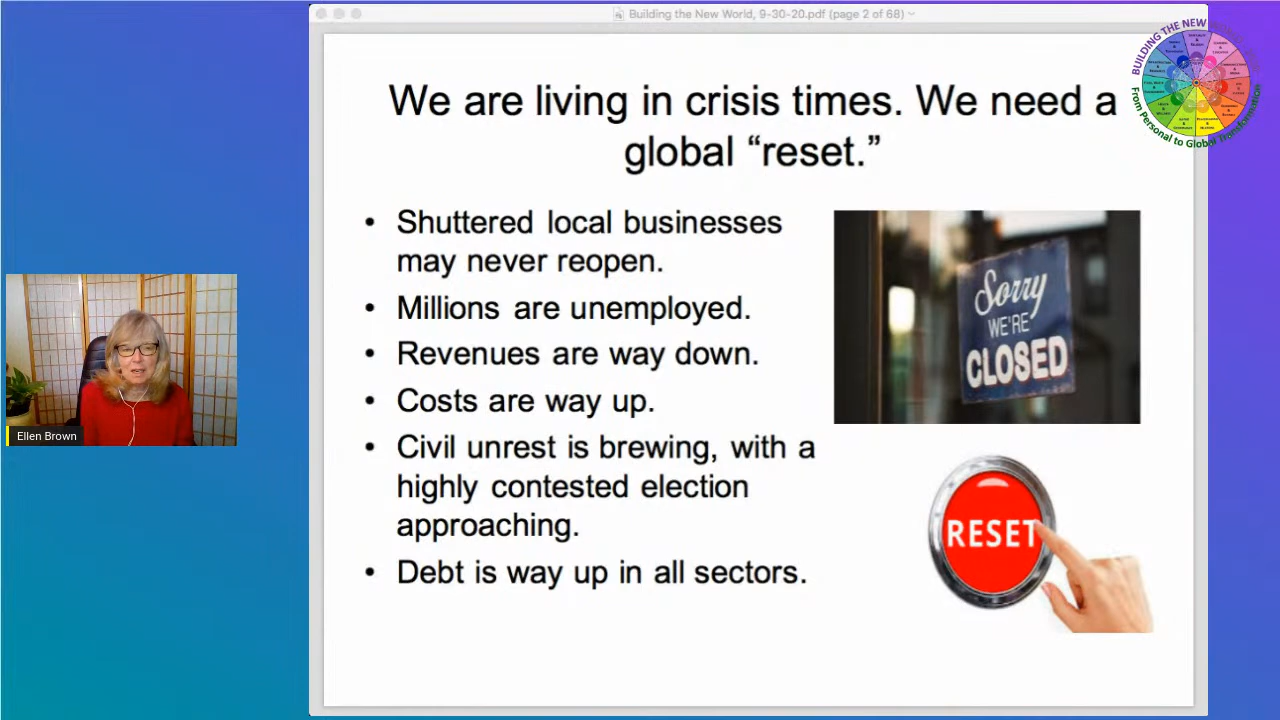 Building the New World, 9-30-20.pdf (page 2 of 68)
BUILDING THE NEW
From Personal to Global Transformation
We are living in crisis times. We need a
global “reset.”
• Shuttered local businesses
may never reopen.
• Millions are unemployed.
• Revenues are way down.
• Costs are way up.
• Civil unrest is brewing, with a
highly contested election
approaching.
• Debt is way up in all sectors.
Sorry
WE'RE
CLOSED
RESET
Ellen Brown